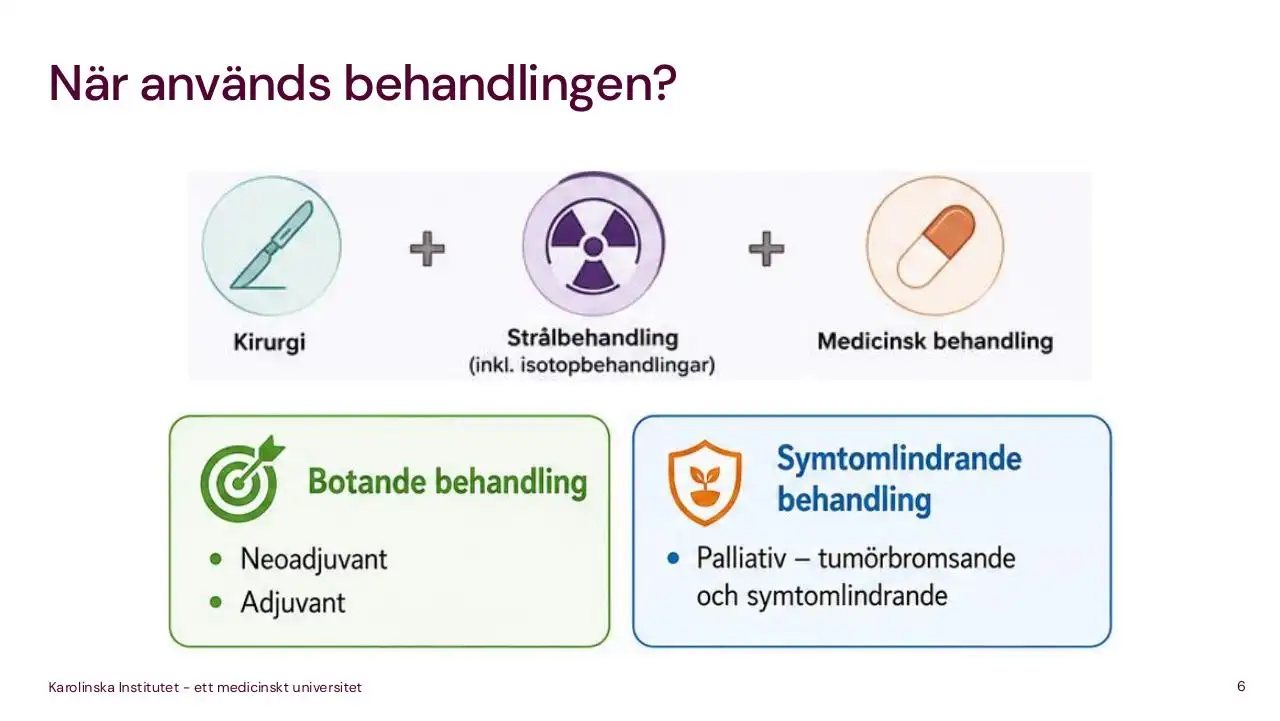 När används behandlingen?
Kirurgi
Strålbehandling
(inkl. isotopbehandlingar)
Medicinsk behandling
Botande behandling
• Neoadjuvant
• Adjuvant
Symtomlindrande
behandling
• Palliativ – tumörbromsande
och symtomlindrande
Karolinska Institutet - ett medicinskt universitet
6